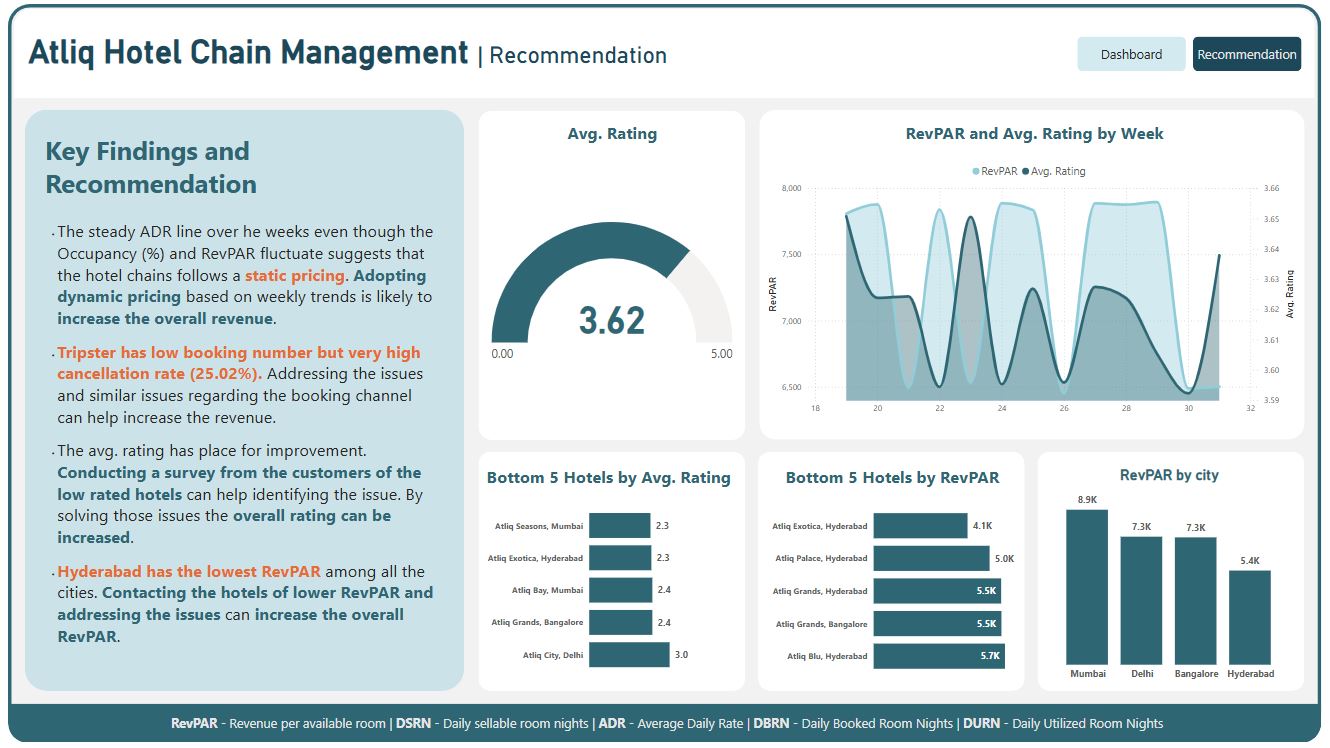 Atliq Hotel Chain Management | Recommendation
Dashboard
Recommendation
Key Findings and
Recommendation
. The steady ADR line over he weeks even though the
Occupancy (%) and RevPAR fluctuate suggests that
the hotel chains follows a static pricing. Adopting
dynamic pricing based on weekly trends is likely to
increase the overall revenue.
. Tripster has low booking number but very high
cancellation rate (25.02%). Addressing the issues
and similar issues regarding the booking channel
can help increase the revenue.
. The avg. rating has place for improvement.
Conducting a survey from the customers of the
low rated hotels can help identifying the issue. By
solving those issues the overall rating can be
increased.
. Hyderabad has the lowest RevPAR among all the
cities. Contacting the hotels of lower RevPAR and
addressing the issues can increase the overall
RevPAR.
Avg. Rating
3.62
0.00
5.00
RevPAR and Avg. Rating by Week
RevPAR Avg. Rating
RevPAR
8,000
7,500
7,000
6,500
18 20 22 24 26 28 30 32
3.66
3.65
3.64
3.63
3.62
3.61
3.60
3.59
Avg. Rating
Bottom 5 Hotels by Avg. Rating
Atliq Seasons, Mumbai 2.3
Atliq Exotica, Hyderabad 2.3
Atliq Bay, Mumbai 2.4
Atliq Grands, Bangalore 2.4
Atliq City, Delhi 3.0
Bottom 5 Hotels by RevPAR
Atliq Exotica, Hyderabad 4.1K
Atliq Palace, Hyderabad 5.0K
Atliq Grands, Hyderabad 5.5K
Atliq Grands, Bangalore 5.5K
Atliq Blu, Hyderabad 5.7K
RevPAR by city
8.9K
7.3K
7.3K
5.4K
Mumbai Delhi Bangalore Hyderabad
RevPAR - Revenue per available room | DSRN - Daily sellable room nights | ADR - Average Daily Rate | DBRN - Daily Booked Room Nights | DURN - Daily Utilized Room Nights